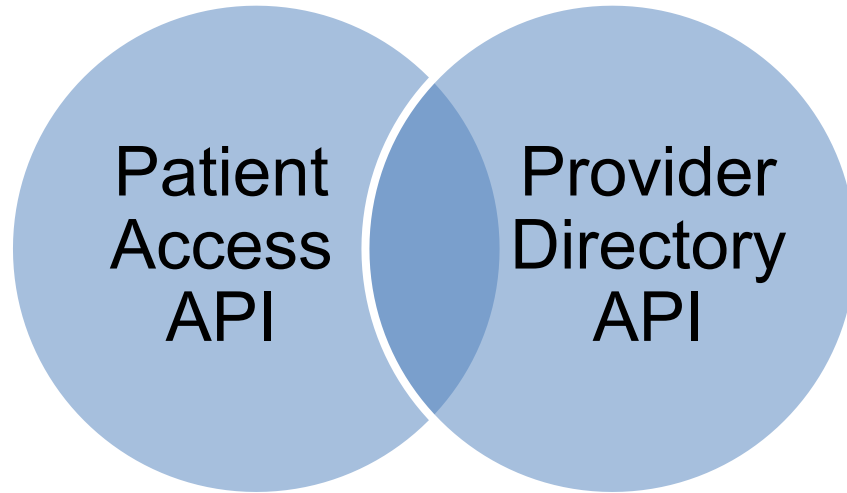 Patient
Access
API
Provider
Directory
API